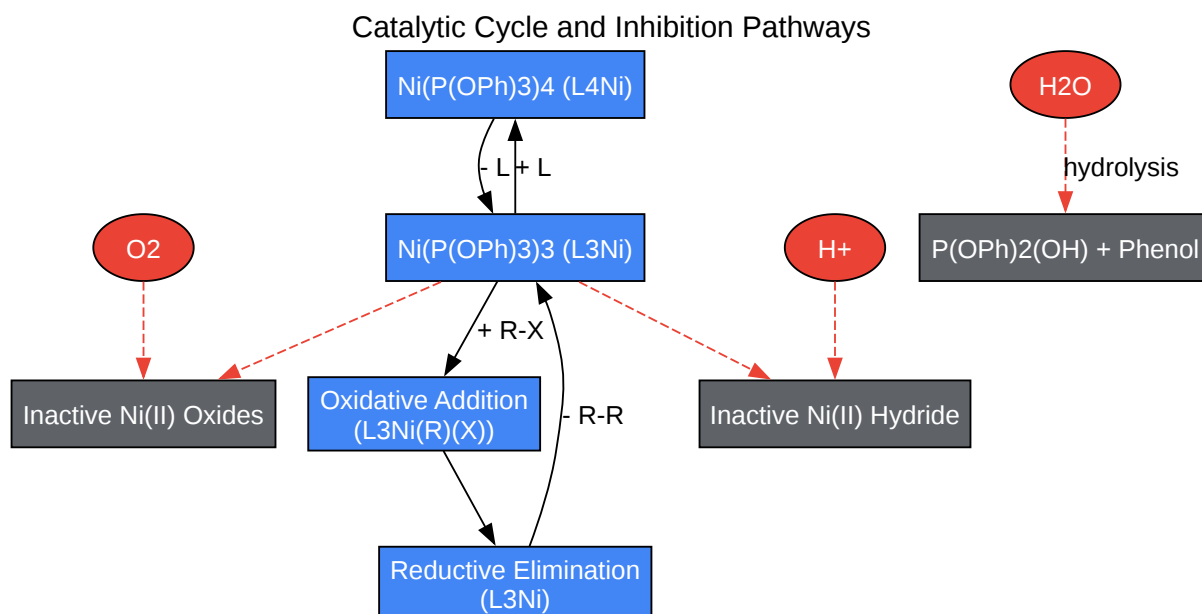 Catalytic Cycle and Inhibition Pathways
Ni(P(OPh)3)4 (L4Ni)
H2O
- L
+ L
hydrolysis
O2
Ni(P(OPh)3)3 (L3Ni)
H+
P(OPh)2(OH) + Phenol
+ R-X
Inactive Ni(II) Oxides
Oxidative Addition
(L3Ni(R)(X))
- R-R
Inactive Ni(II) Hydride
Reductive Elimination
(L3Ni)